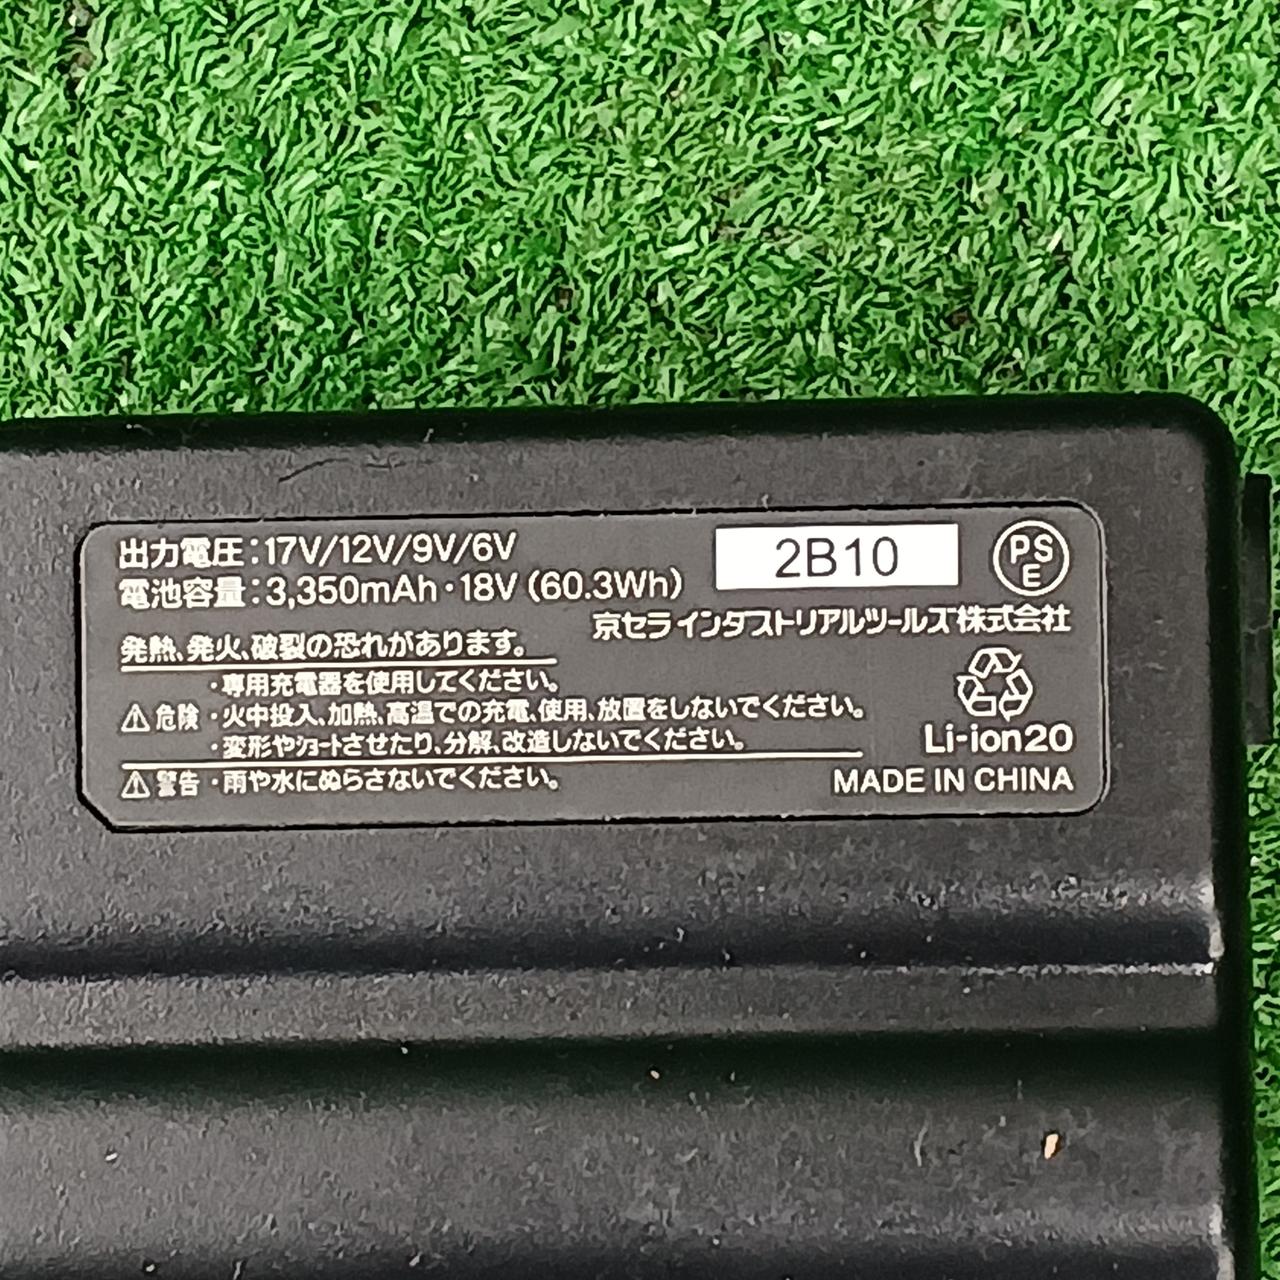 出力電圧:17V/12V/9V/6V
電池容量:3,350mAh・18V (60.3Wh)
2B10
PS
E
京セラインダストリアルツールズ株式会社
発熱、発火、破裂の恐れがあります。
・専用充電器を使用してください。
危険 ・火中投入、加熱、高温での充電、使用、放置をしないでください。
・変形やショートさせたり、分解、改造しないでください。
警告 ・雨や水にぬらさないでください。
Li-ion20
MADE IN CHINA